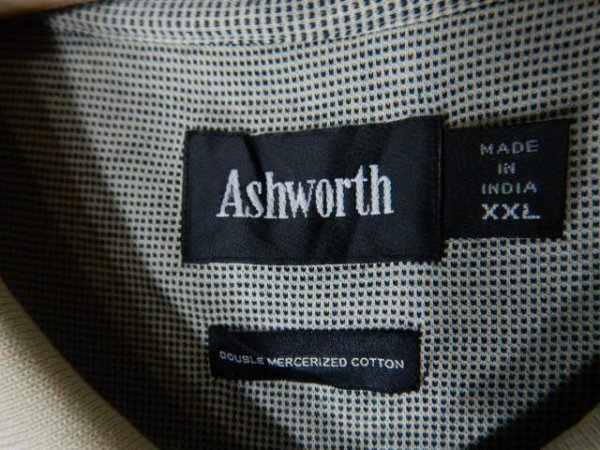 Ashworth
MADE
IN
INDIA
XXL
DOUBLE MERCERIZED COTTON